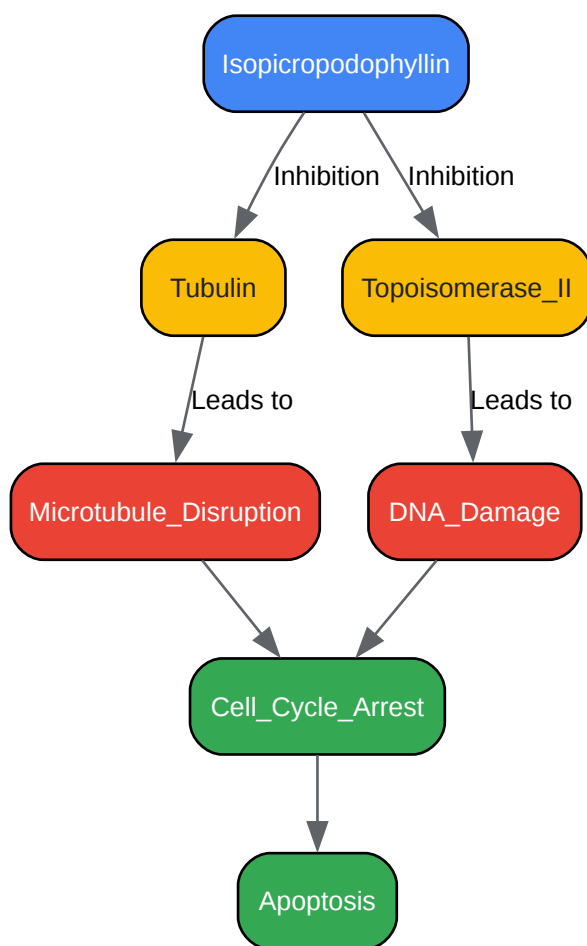 Isopicropodophyllin
Inhibition
Inhibition
Tubulin
Topoisomerase_II
Leads to
Leads to
Microtubule_Disruption
DNA_Damage
Cell_Cycle_Arrest
Apoptosis